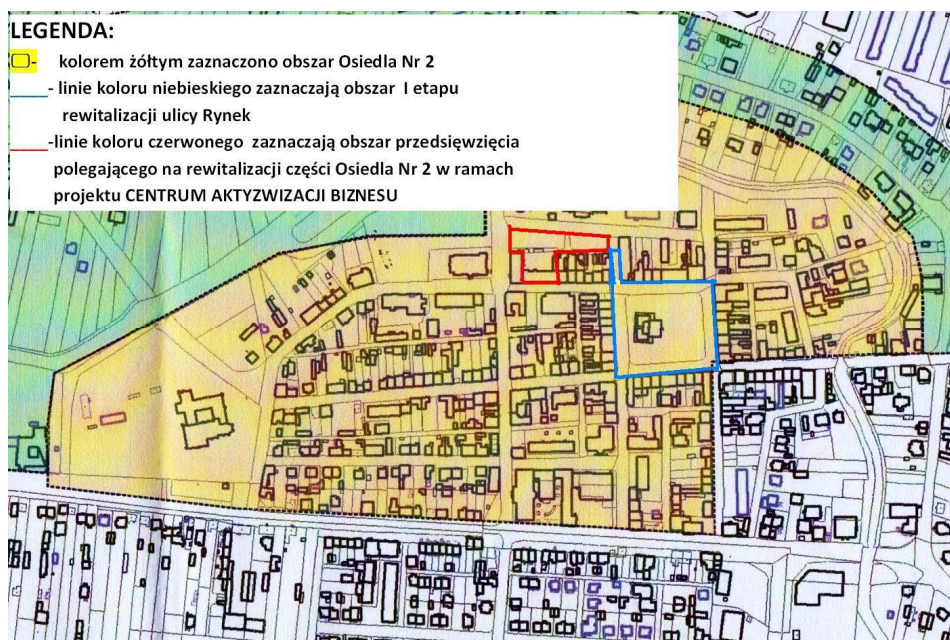 LEGENDA:
- kolorem żółtym zaznaczono obszar Osiedla Nr 2
- linie koloru niebieskiego zaznaczają obszar I etapu
rewitalizacji ulicy Rynek
-linie koloru czerwonego zaznaczają obszar przedsięwzięcia
polegającego na rewitalizacji części Osiedla Nr 2 w ramach
projektu CENTRUM AKTYZWIZACJI BIZNESU